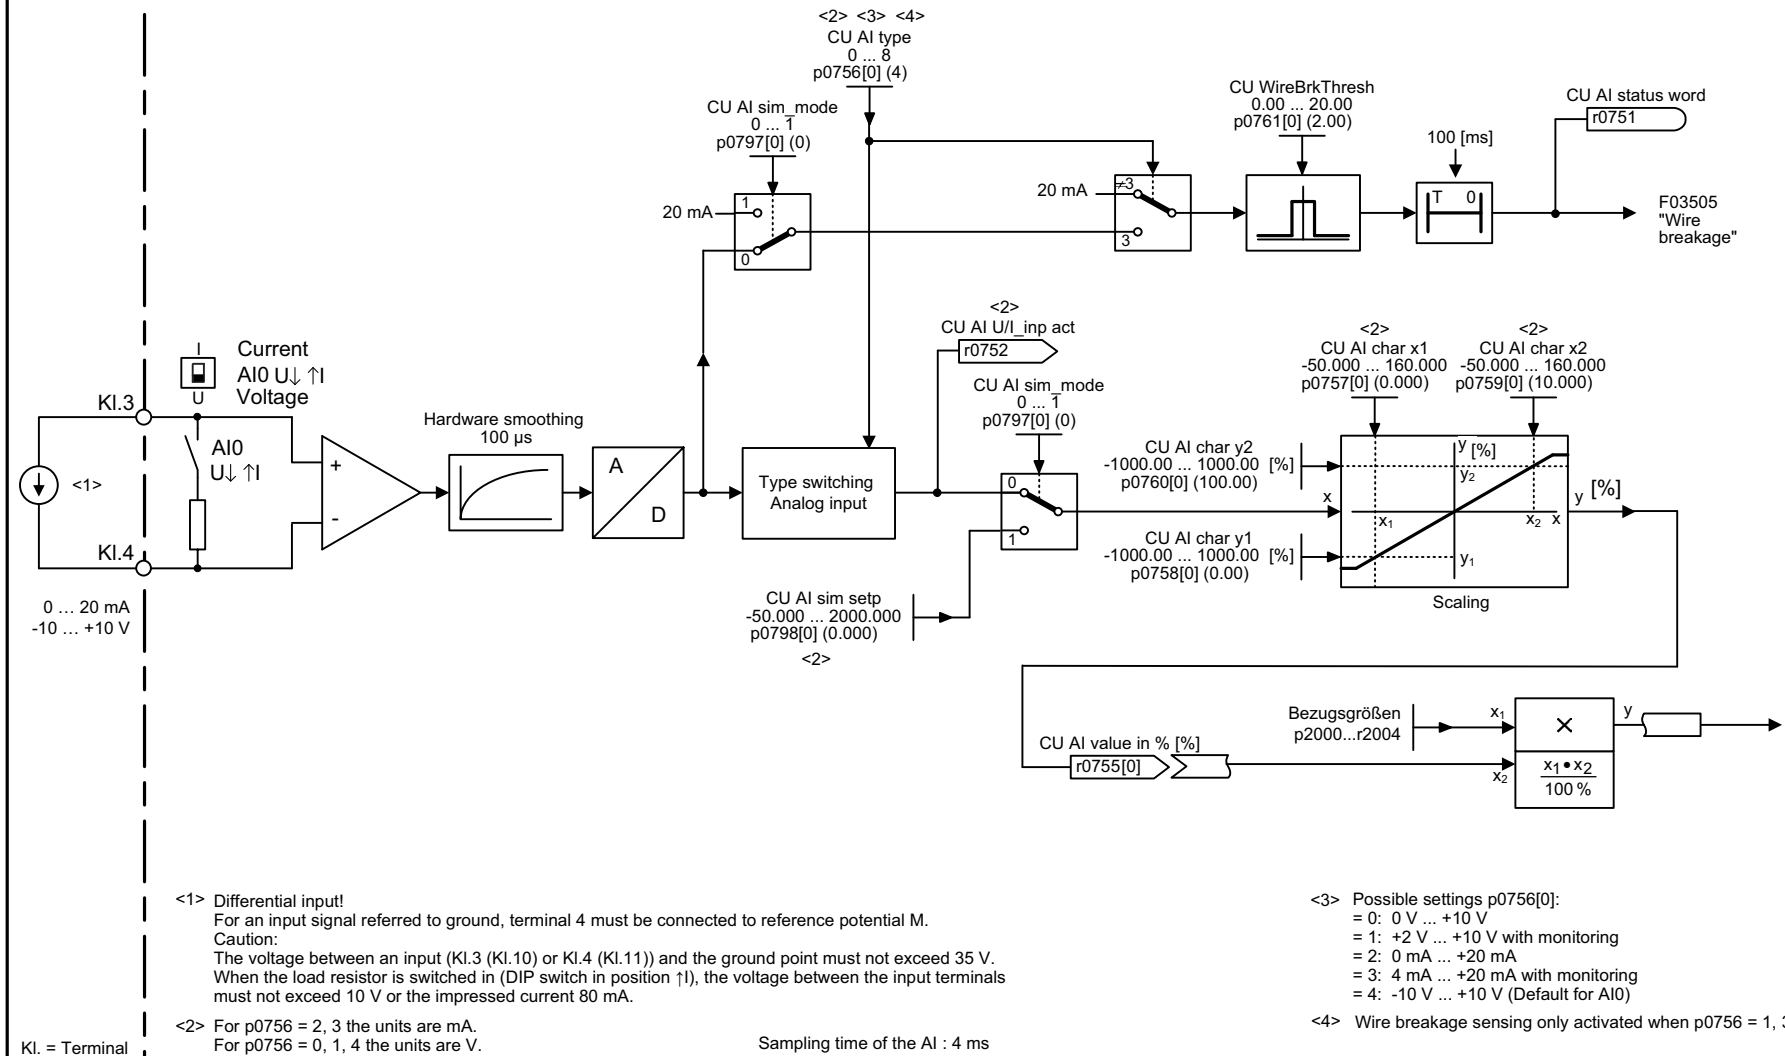 <2> <3> <4>
CU AI type
0 ... 8
p0756[0] (4)
CU AI sim_mode
0 ... 1
p0797[0] (0)
1
20 mA
0
20 mA
≠3
3
CU WireBrkThresh
0.00 ... 20.00
p0761[0] (2.00)
100 [ms]
T 0
CU AI status word
r0751
F03505
"Wire
breakage"
I
U
Current
AI0 U↓ ↑I
Voltage
Kl.3
AI0
U↓ ↑I
<1>
Kl.4
0 ... 20 mA
-10 ... +10 V
+
-
Hardware smoothing
100 µs
A
D
Type switching
Analog input
<2>
CU AI U/I_inp act
r0752
CU AI sim_mode
0 ... 1
p0797[0] (0)
0
1
CU AI sim setp
-50.000 ... 2000.000
p0798[0] (0.000)
<2>
<2>
CU AI char x1
-50.000 ... 160.000
p0757[0] (0.000)
<2>
CU AI char x2
-50.000 ... 160.000
p0759[0] (10.000)
CU AI char y2
-1000.00 ... 1000.00 [%]
p0760[0] (100.00)
x
CU AI char y1
-1000.00 ... 1000.00 [%]
p0758[0] (0.00)
y [%]
y2
x1
x2 x
y1
Scaling
y [%]
Bezugsgrößen
p2000...r2004
x1
×
y
CU AI value in % [%]
r0755[0]
x2
x1•x2
100 %
<1> Differential input!
For an input signal referred to ground, terminal 4 must be connected to reference potential M.
Caution:
The voltage between an input (Kl.3 (Kl.10) or Kl.4 (Kl.11)) and the ground point must not exceed 35 V.
When the load resistor is switched in (DIP switch in position ↑I), the voltage between the input terminals
must not exceed 10 V or the impressed current 80 mA.
<2> For p0756 = 2, 3 the units are mA.
For p0756 = 0, 1, 4 the units are V.
Kl. = Terminal
Sampling time of the AI : 4 ms
<3> Possible settings p0756[0]:
= 0: 0 V ... +10 V
= 1: +2 V ... +10 V with monitoring
= 2: 0 mA ... +20 mA
= 3: 4 mA ... +20 mA with monitoring
= 4: -10 V ... +10 V (Default for AI0)
<4> Wire breakage sensing only activated when p0756 = 1,